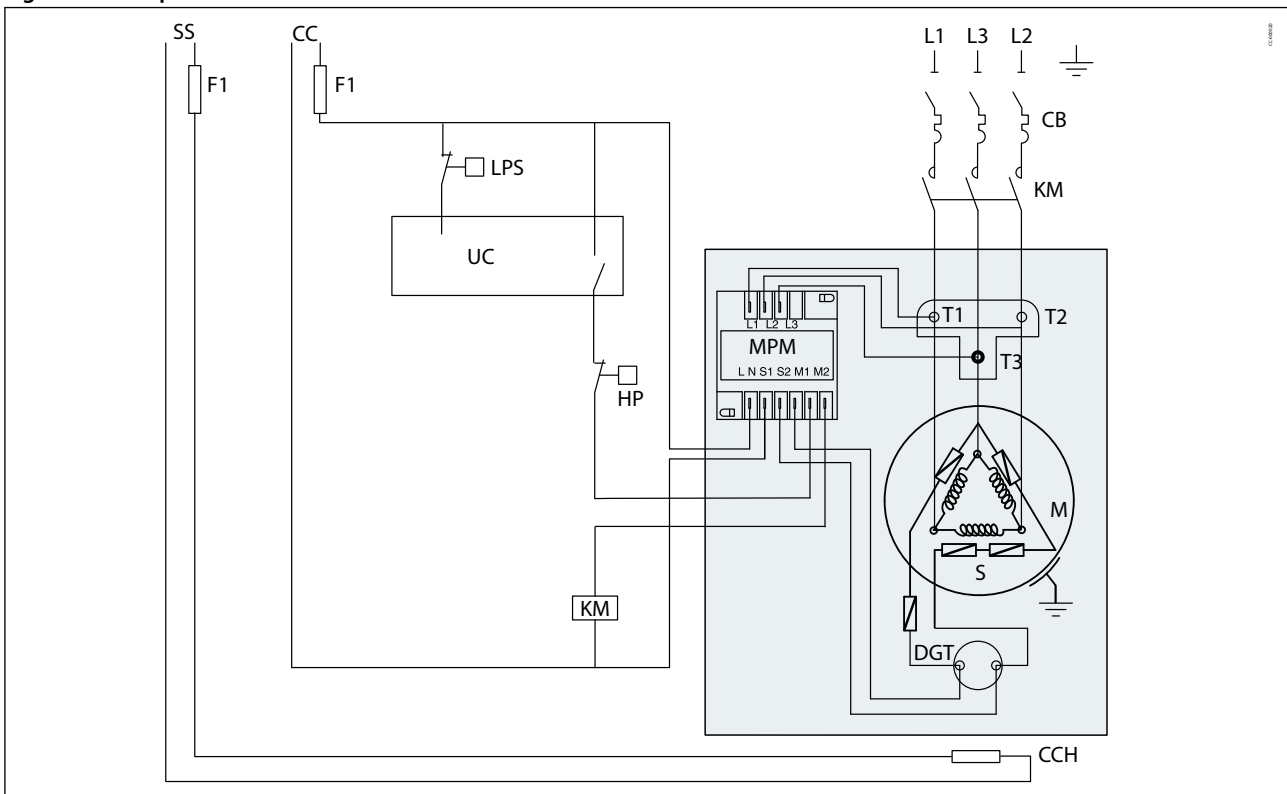 SS
CC
L1 L3 L2
F1
F1
CB
LPS
KM
UC
L1 L2 L3
T1
T2
MPM
T3
L N S1 S2 M1 M2
HP
M
S
KM
DGT
CCH